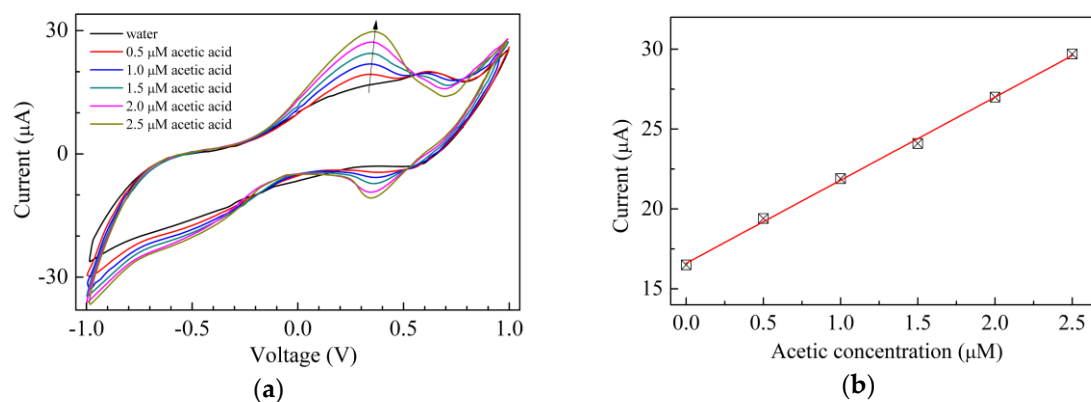 30
0
-30
Current (μA)
water
0.5 μM acetic acid
1.0 μM acetic acid
1.5 μM acetic acid
2.0 μM acetic acid
2.5 μM acetic acid
-1.0 -0.5 0.0 0.5 1.0
Voltage (V)
(a)
30
25
20
15
Current (μA)
0.0 0.5 1.0 1.5 2.0 2.5
Acetic concentration (μM)
(b)